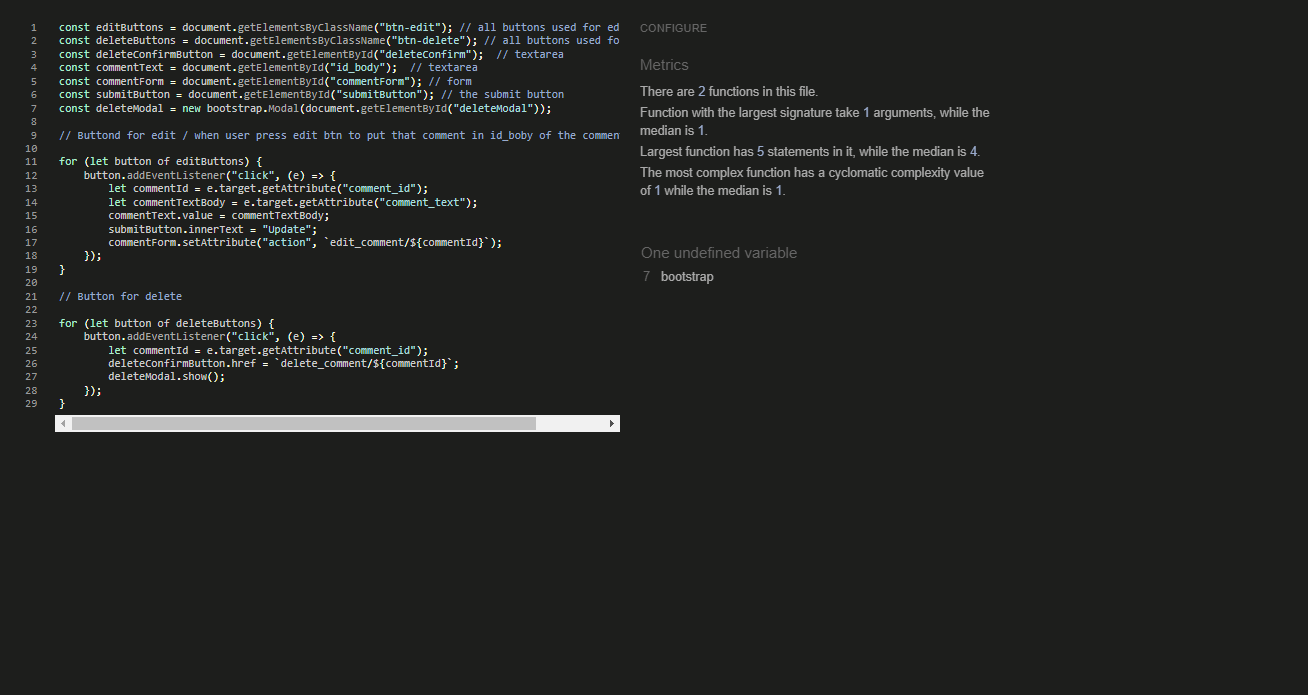 1 const editButtons = document.getElementsByClassName("btn-edit"); // all buttons used for ed
2 const deleteButtons = document.getElementsByClassName("btn-delete"); // all buttons used fo
3 const deleteConfirmButton = document.getElementById("deleteConfirm");  // textarea
4 const commentText = document.getElementById("id_body");  // textarea
5 const commentForm = document.getElementById("commentForm"); // form
6 const submitButton = document.getElementById("submitButton"); // the submit button
7 const deleteModal = new bootstrap.Modal(document.getElementById("deleteModal"));
8
9 // Buttond for edit / when user press edit btn to put that comment in id_boby of the commen
10
11 for (let button of editButtons) {
12     button.addEventListener("click", (e) => {
13         let commentId = e.target.getAttribute("comment_id");
14         let commentTextBody = e.target.getAttribute("comment_text");
15         commentText.value = commentTextBody;
16         submitButton.innerText = "Update";
17         commentForm.setAttribute("action", `edit_comment/${commentId}`);
18     });
19 }
20
21 // Button for delete
22
23 for (let button of deleteButtons) {
24     button.addEventListener("click", (e) => {
25         let commentId = e.target.getAttribute("comment_id");
26         deleteConfirmButton.href = `delete_comment/${commentId}`;
27         deleteModal.show();
28     });
29 }
CONFIGURE
Metrics
There are 2 functions in this file.
Function with the largest signature take 1 arguments, while the
median is 1.
Largest function has 5 statements in it, while the median is 4.
The most complex function has a cyclomatic complexity value
of 1 while the median is 1.
One undefined variable
7 bootstrap